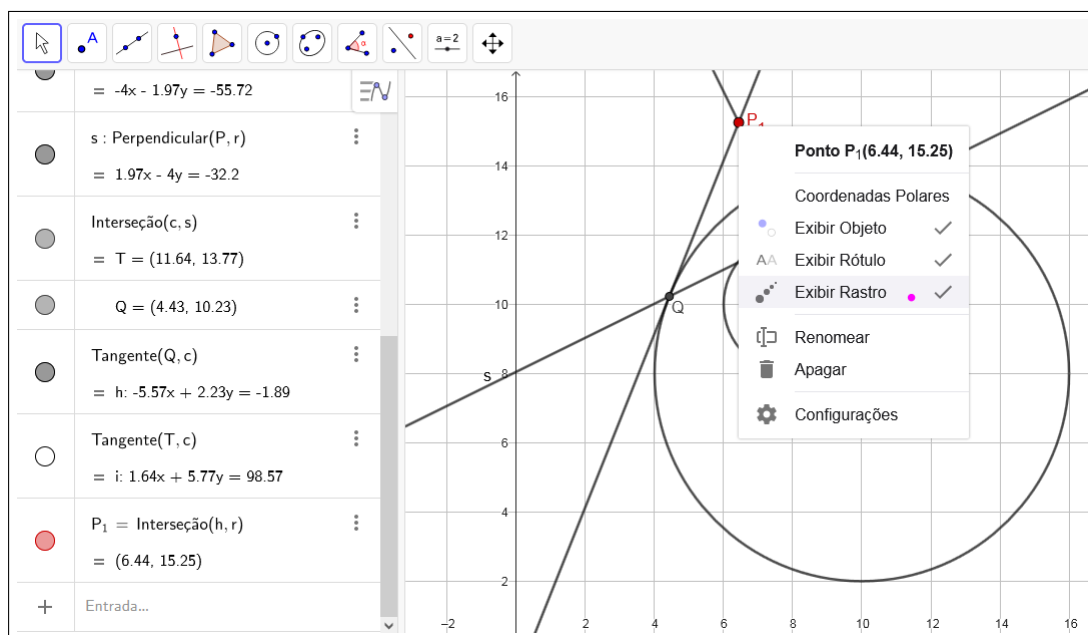 A
α
a=2
= -4x - 1.97y = -55.72
s : Perpendicular(P, r)
= 1.97x - 4y = -32.2
Interseção(c, s)
= T = (11.64, 13.77)
Q = (4.43, 10.23)
Tangente(Q, c)
= h: -5.57x + 2.23y = -1.89
Tangente(T, c)
= i: 1.64x + 5.77y = 98.57
P₁ = Interseção(h, r)
= (6.44, 15.25)
+ Entrada...
16
14
12
10
8
6
4
2
-2
2
4
6
8
10
12
14
16
s
Q
P₁
Ponto P₁(6.44, 15.25)
Coordenadas Polares
Exibir Objeto
AA Exibir Rótulo
Exibir Rastro
Renomear
Apagar
Configurações